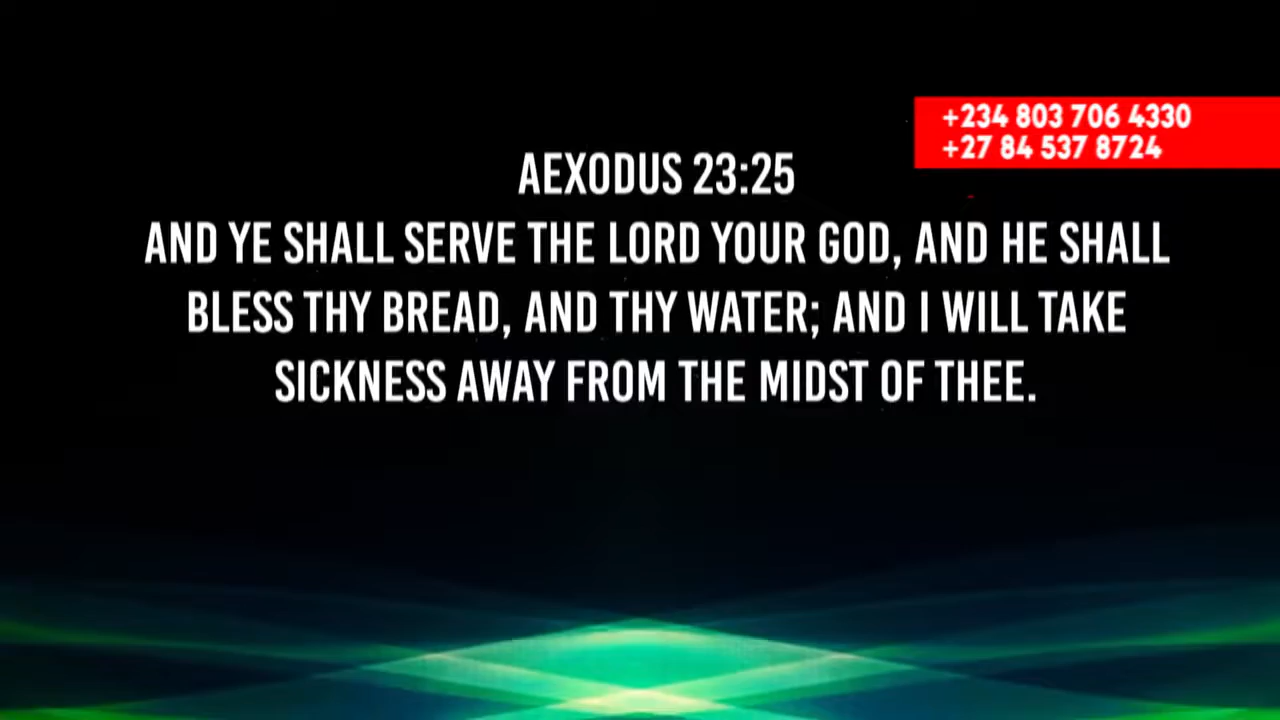 +234 803 706 4330
+27 84 537 8724
AEXODUS 23:25
AND YE SHALL SERVE THE LORD YOUR GOD, AND HE SHALL
BLESS THY BREAD, AND THY WATER; AND I WILL TAKE
SICKNESS AWAY FROM THE MIDST OF THEE.